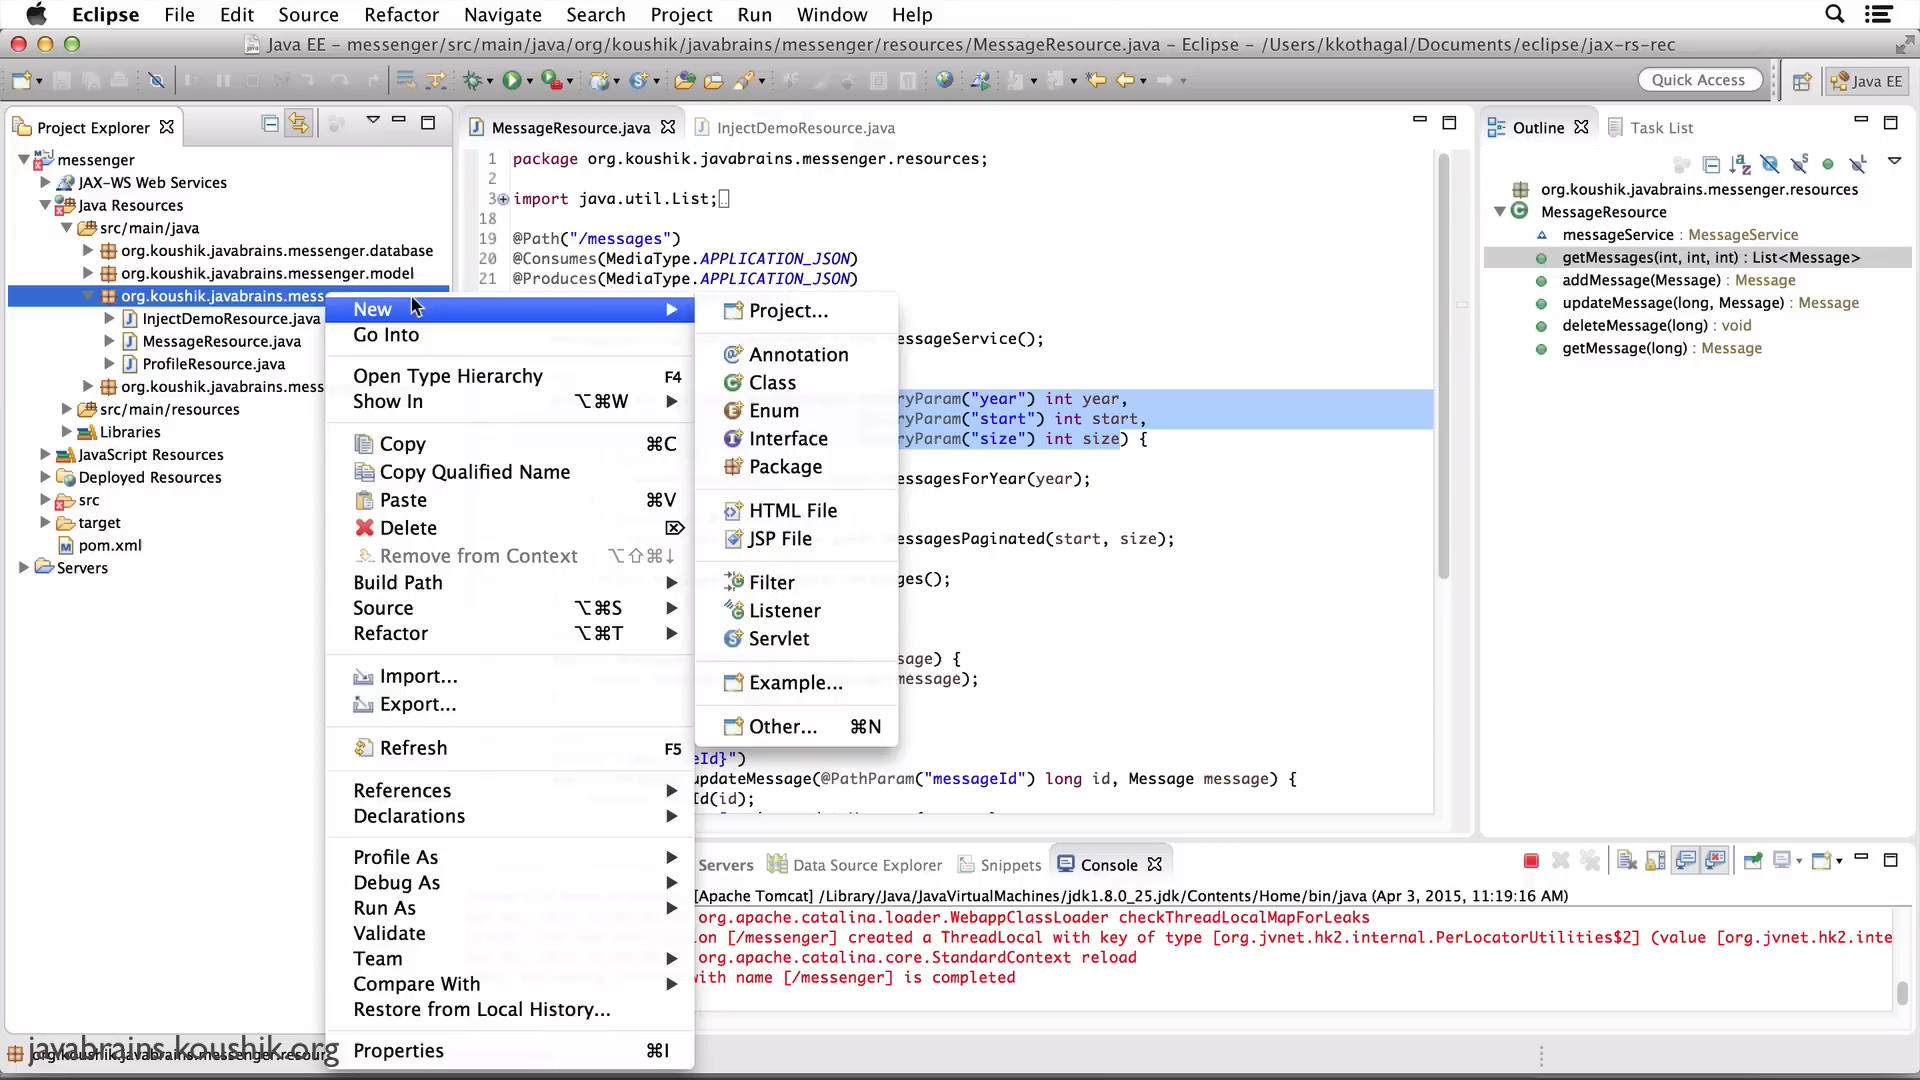 Eclipse File Edit Source Refactor Navigate Search Project Run Window Help
Java EE – messenger/src/main/java/org/koushik/javabrains/messenger/resources/MessageResource.java – Eclipse – /Users/kkothagal/Documents/eclipse/jax-rs-rec
Quick Access
Java EE
Project Explorer
messenger
JAX-WS Web Services
Java Resources
src/main/java
org.koushik.javabrains.messenger.database
org.koushik.javabrains.messenger.model
org.koushik.javabrains.mess
InjectDemoResource.java
MessageResource.java
ProfileResource.java
org.koushik.javabrains.mess
src/main/resources
Libraries
JavaScript Resources
Deployed Resources
src
target
pom.xml
Servers
New
Go Into
Open Type Hierarchy F4
Show In ⌥⌘W
Copy ⌘C
Copy Qualified Name
Paste ⌘V
Delete ⌦
Remove from Context ⌥⇧⌘↓
Build Path
Source ⌥⌘S
Refactor ⌥⌘T
Import...
Export...
Refresh F5
References
Declarations
Profile As
Debug As
Run As
Validate
Team
Compare With
Restore from Local History...
Properties ⌘I
Project...
Annotation
Class
Enum
Interface
Package
HTML File
JSP File
Filter
Listener
Servlet
Example...
Other... ⌘N
MessageResource.java InjectDemoResource.java
1 package org.koushik.javabrains.messenger.resources;
2
3 import java.util.List;
18
19 @Path("/messages")
20 @Consumes(MediaType.APPLICATION_JSON)
21 @Produces(MediaType.APPLICATION_JSON)
essageService();
ryParam("year") int year,
ryParam("start") int start,
ryParam("size") int size) {
essagesForYear(year);
essagesPaginated(start, size);
ges();
sage) {
message);
eId}")
updateMessage(@PathParam("messageId") long id, Message message) {
Id(id);
Outline Task List
org.koushik.javabrains.messenger.resources
MessageResource
messageService : MessageService
getMessages(int, int, int) : List<Message>
addMessage(Message) : Message
updateMessage(long, Message) : Message
deleteMessage(long) : void
getMessage(long) : Message
Servers Data Source Explorer Snippets Console
[Apache Tomcat] /Library/Java/JavaVirtualMachines/jdk1.8.0_25.jdk/Contents/Home/bin/java (Apr 3, 2015, 11:19:16 AM)
org.apache.catalina.loader.WebappClassLoader checkThreadLocalMapForLeaks
on [/messenger] created a ThreadLocal with key of type [org.jvnet.hk2.internal.PerLocatorUtilities$2] (value [org.jvnet.hk2.inte
org.apache.catalina.core.StandardContext reload
with name [/messenger] is completed
javabrains.koushik.org
org.koushik.javabrains.messenger.resour